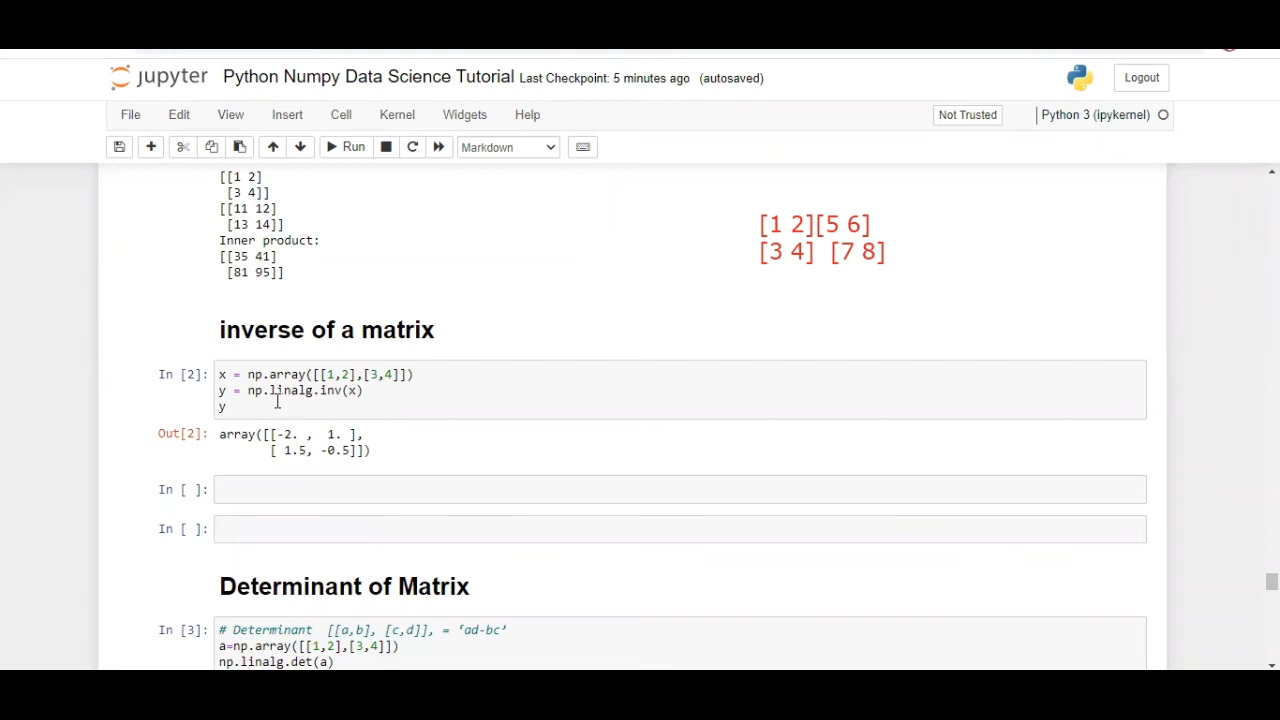 jupyter Python Numpy Data Science Tutorial Last Checkpoint: 5 minutes ago (autosaved) Logout
File Edit View Insert Cell Kernel Widgets Help Not Trusted Python 3 (ipykernel)
Run Markdown
[[1 2]
[3 4]]
[[11 12]
[13 14]]
Inner product:
[[35 41]
[81 95]]
[1 2][5 6]
[3 4] [7 8]
inverse of a matrix
In [2]: x = np.array([[1,2],[3,4]])
y = np.linalg.inv(x)
y
Out[2]: array([[-2. , 1. ],
[ 1.5, -0.5]])
In [ ]:
In [ ]:
Determinant of Matrix
In [3]: # Determinant [[a,b], [c,d]], = ‘ad-bc’
a=np.array([[1,2],[3,4]])
np.linalg.det(a)